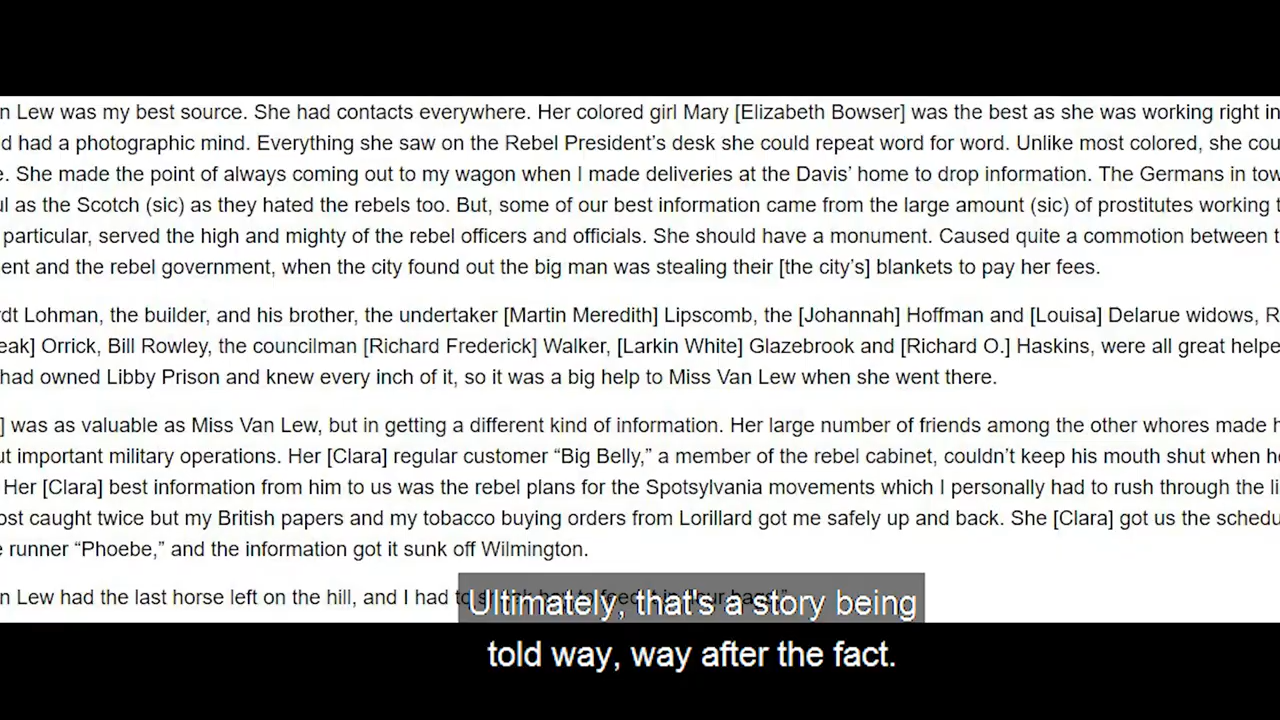 n Lew was my best source. She had contacts everywhere. Her colored girl Mary [Elizabeth Bowser] was the best as she was working right in
d had a photographic mind. Everything she saw on the Rebel President's desk she could repeat word for word. Unlike most colored, she cou
e. She made the point of always coming out to my wagon when I made deliveries at the Davis' home to drop information. The Germans in tow
ul as the Scotch (sic) as they hated the rebels too. But, some of our best information came from the large amount (sic) of prostitutes working t
particular, served the high and mighty of the rebel officers and officials. She should have a monument. Caused quite a commotion between t
ent and the rebel government, when the city found out the big man was stealing their [the city's] blankets to pay her fees.
rdt Lohman, the builder, and his brother, the undertaker [Martin Meredith] Lipscomb, the [Johannah] Hoffman and [Louisa] Delarue widows, R
eak] Orrick, Bill Rowley, the councilman [Richard Frederick] Walker, [Larkin White] Glazebrook and [Richard O.] Haskins, were all great helpe
had owned Libby Prison and knew every inch of it, so it was a big help to Miss Van Lew when she went there.
] was as valuable as Miss Van Lew, but in getting a different kind of information. Her large number of friends among the other whores made h
ut important military operations. Her [Clara] regular customer “Big Belly,” a member of the rebel cabinet, couldn't keep his mouth shut when he
Her [Clara] best information from him to us was the rebel plans for the Spotsylvania movements which I personally had to rush through the li
ost caught twice but my British papers and my tobacco buying orders from Lorillard got me safely up and back. She [Clara] got us the schedu
e runner “Phoebe,” and the information got it sunk off Wilmington.
n Lew had the last horse left on the hill, and I had
Ultimately, that's a story being
told way, way after the fact.